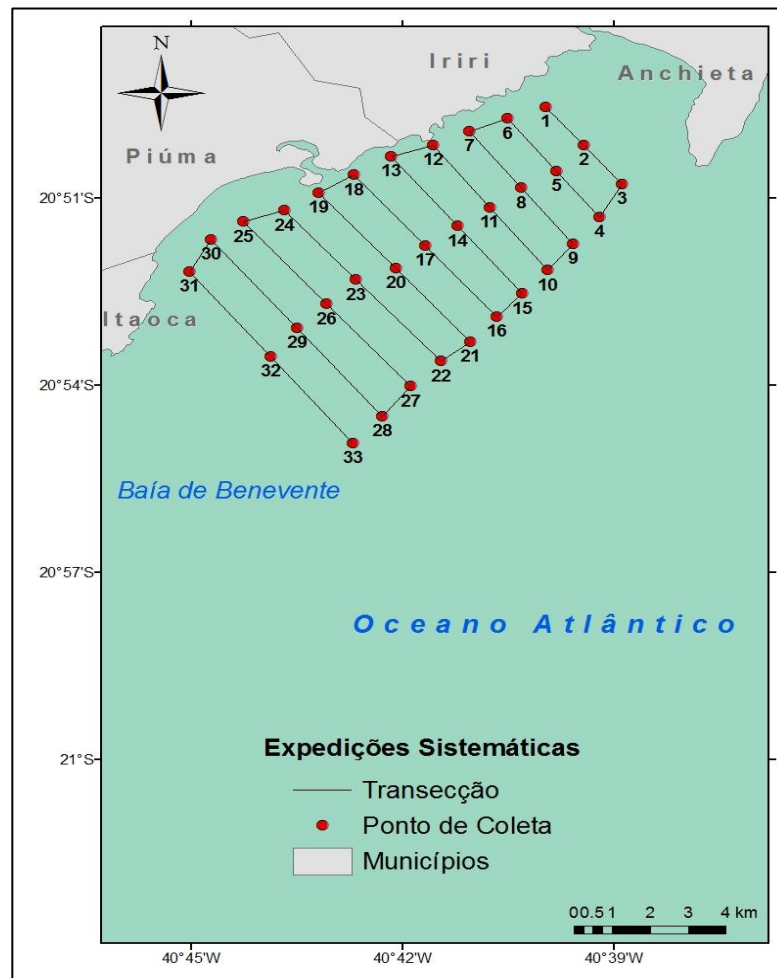 N
Iriri
Anchieta
Piúma
1
6
7
2
12
13
5
3
18
8
20°51'S
19
11
4
24
14
9
25
17
10
30
20
31
23
15
Itaoca
26
16
29
21
32
22
20°54'S
27
28
33
Baía de Benevente
20°57'S
Oceano Atlântico
Expedições Sistemáticas
21°S
Transecção
Ponto de Coleta
Municípios
00.5 1 2 3 4 km
40°45'W 40°42'W 40°39'W